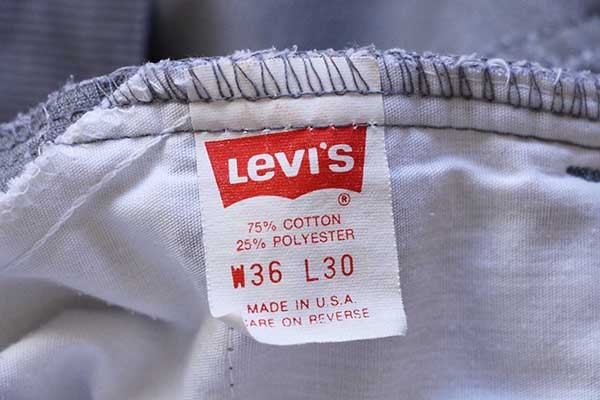 Levi's
®
75% COTTON
25% POLYESTER
W36 L30
MADE IN U.S.A.
CARE ON REVERSE